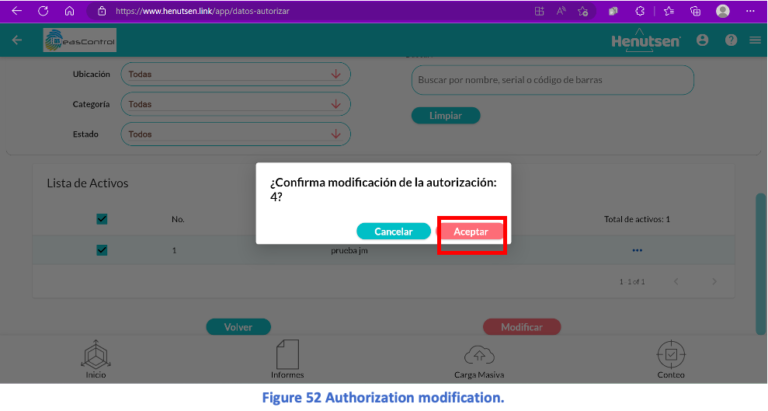 https://www.henutsen.link/app/datos-autorizar
IDeasControl
Henutsen
Ubicación Todas
Buscar por nombre, serial o código de barras
Categoría Todas
Limpiar
Estado Todos
Lista de Activos
¿Confirma modificación de la autorización:
4?
Cancelar Aceptar
No. Total de activos: 1
1 prueba jm
1-1 of 1
Volver Modificar
Inicio Informes Carga Masiva Conteo
Figure 52 Authorization modification.